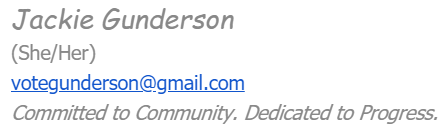 Jackie Gunderson
(She/Her)
votegunderson@gmail.com
Committed to Community. Dedicated to Progress.